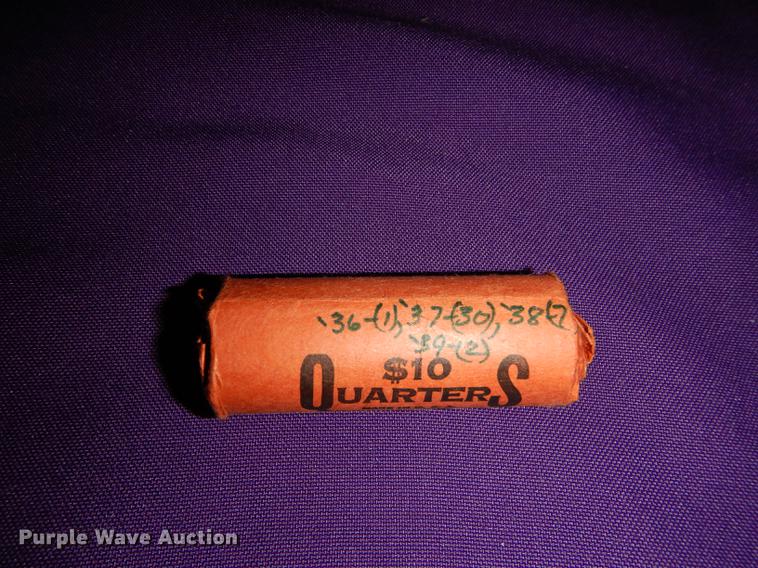 '36-(1), '37-(30), '38-(7
'39-(2)
$10
QUARTERS
Purple Wave Auction